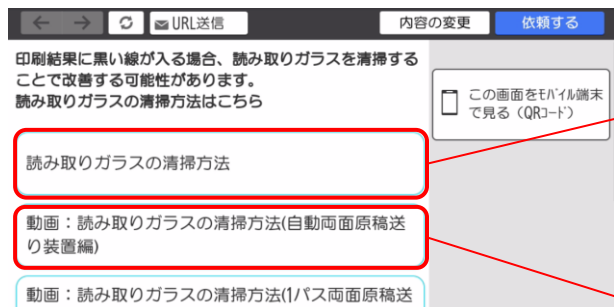 URL送信
内容の変更
依頼する
印刷結果に黒い線が入る場合、読み取りガラスを清掃する
ことで改善する可能性があります。
読み取りガラスの清掃方法はこちら
この画面をﾓﾊﾞｲﾙ端末
で見る（QRｺｰﾄﾞ）
読み取りガラスの清掃方法
動画：読み取りガラスの清掃方法(自動両面原稿送
り装置編)
動画：読み取りガラスの清掃方法(1パス両面原稿送